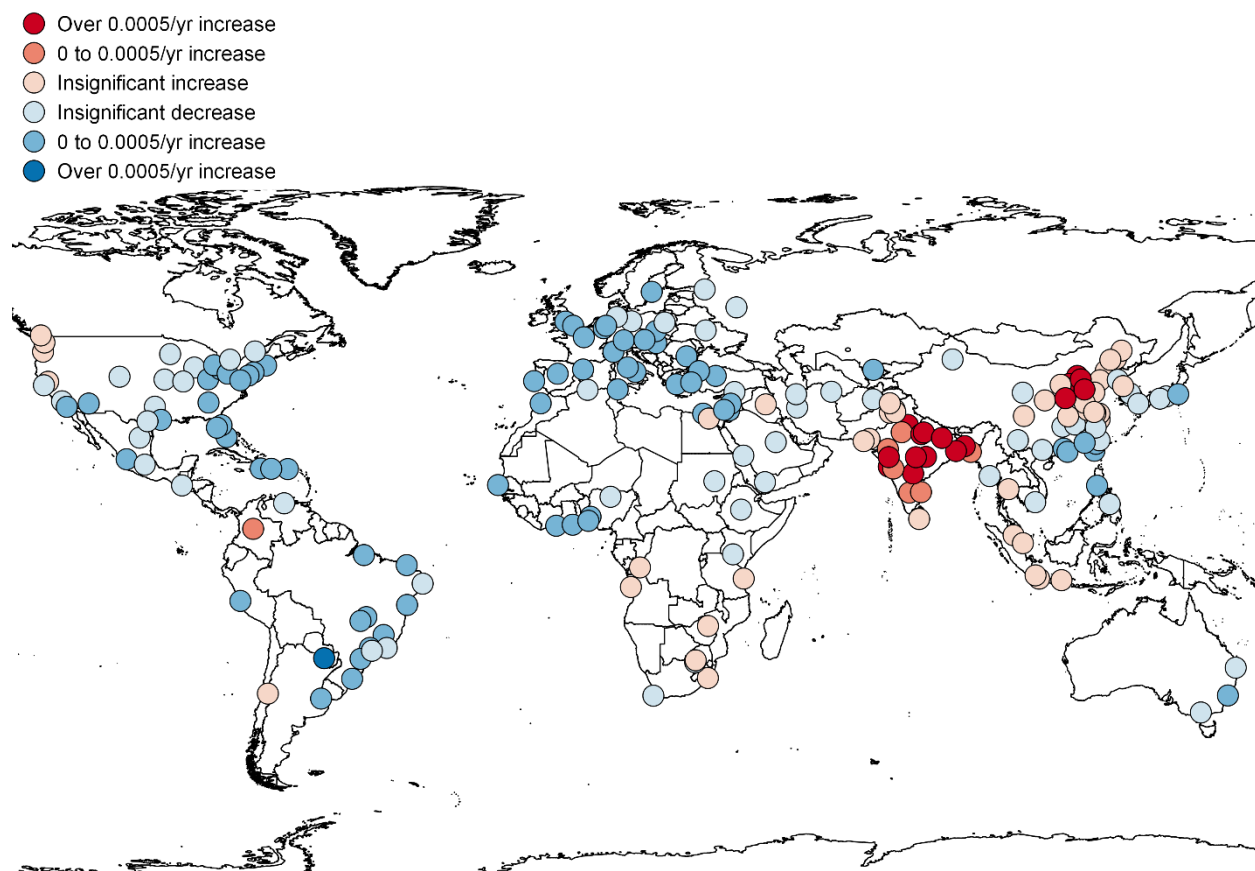 Over 0.0005/yr increase
0 to 0.0005/yr increase
Insignificant increase
Insignificant decrease
0 to 0.0005/yr increase
Over 0.0005/yr increase